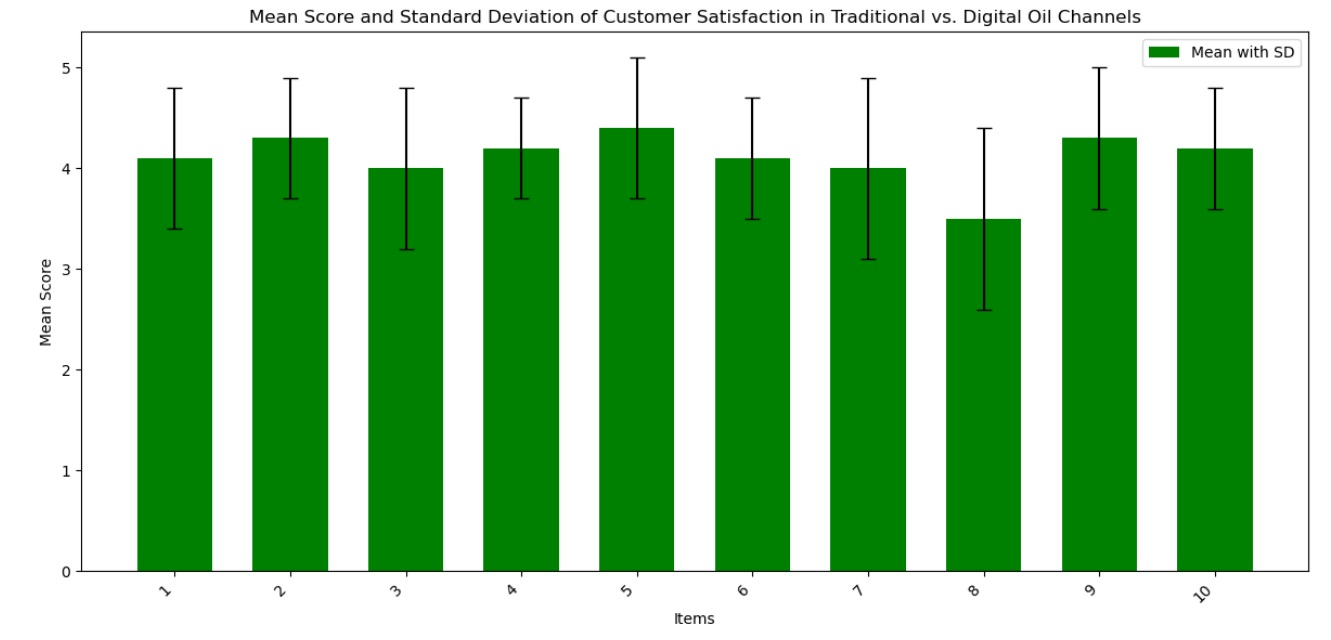 Mean Score and Standard Deviation of Customer Satisfaction in Traditional vs. Digital Oil Channels
Mean with SD
Mean Score
5
4
3
2
1
0
1 2 3 4 5 6 7 8 9 10
Items